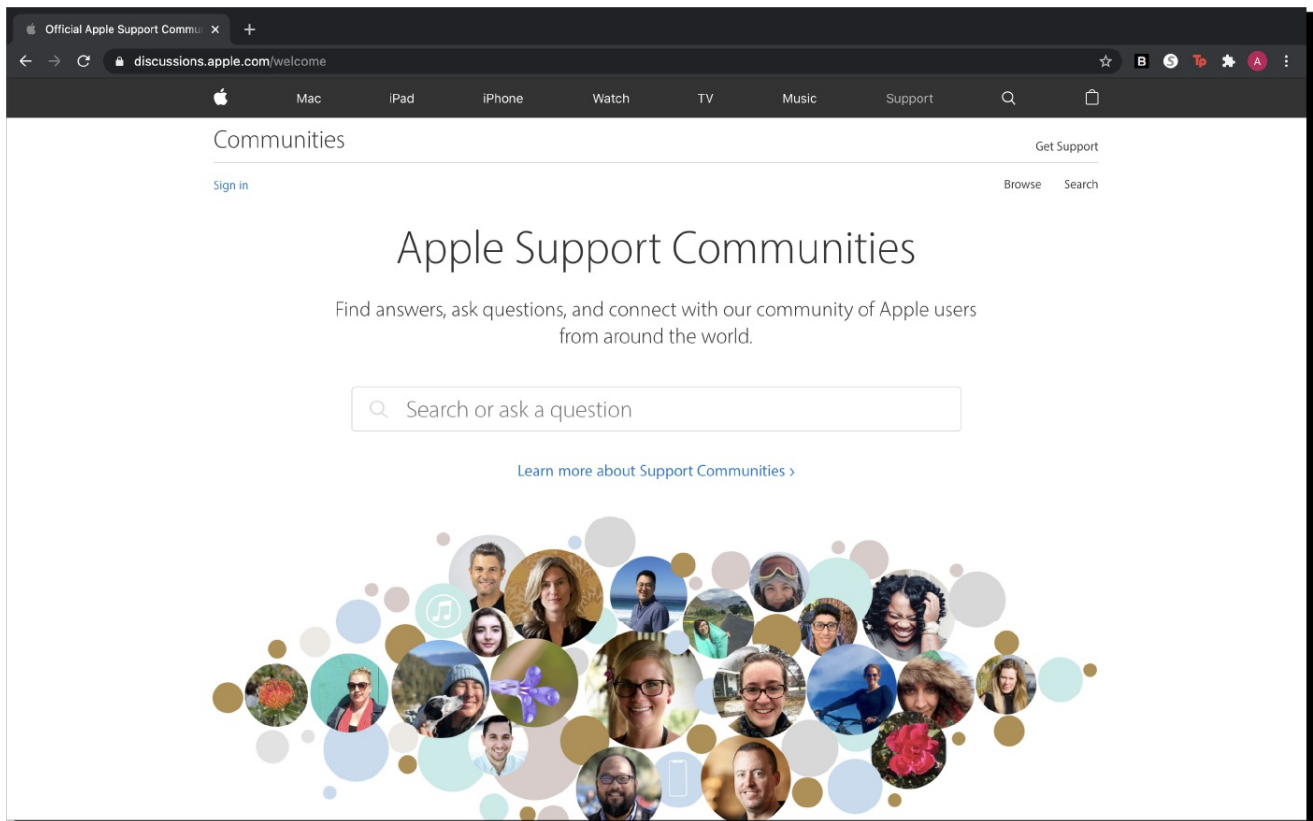 Official Apple Support Commu
discussions.apple.com/welcome
B S Tp A
Mac iPad iPhone Watch TV Music Support
Communities
Get Support
Sign in
Browse Search
Apple Support Communities
Find answers, ask questions, and connect with our community of Apple users
from around the world.
Search or ask a question
Learn more about Support Communities >